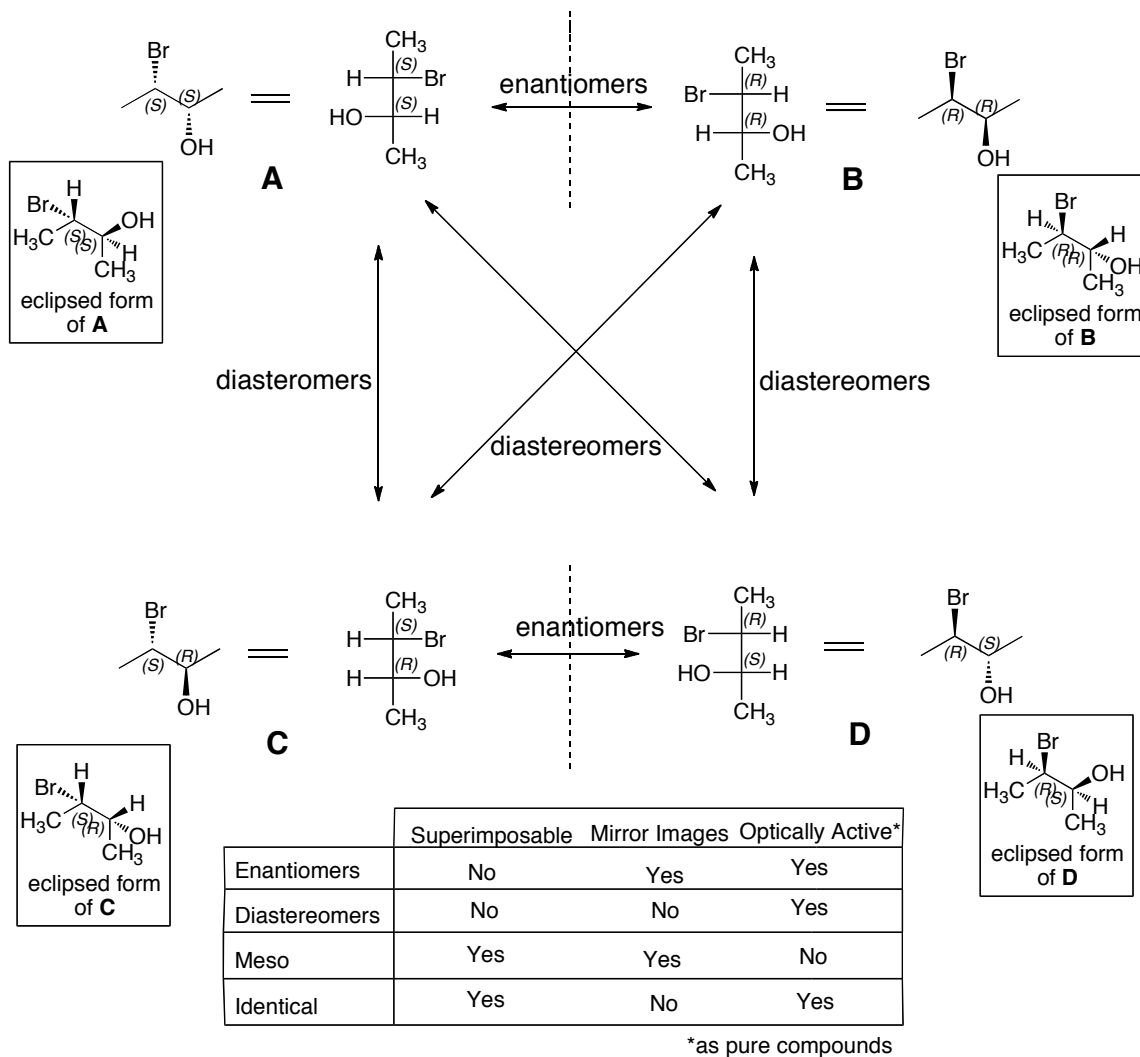 Br (S) (S) OH
CH3
H (S) Br
HO (S) H
CH3
enantiomers
CH3
Br (R) H
H (R) OH
CH3
Br (R) (R) OH
A
B
H
Br OH
H3C (S) (S) H
CH3
eclipsed form
of A
Br
H H
H3C (R) (R) OH
CH3
eclipsed form
of B
diasteromers
diastereomers
diastereomers
Br (S) (R) OH
CH3
H (S) Br
H (R) OH
CH3
enantiomers
CH3
Br (R) H
HO (S) H
CH3
Br (R) (S) OH
C
D
H
Br H
H3C (S) (R) OH
CH3
eclipsed form
of C
Br
H OH
H3C (R) (S) H
CH3
eclipsed form
of D
Superimposable Mirror Images Optically Active*
Enantiomers No Yes Yes
Diastereomers No No Yes
Meso Yes Yes No
Identical Yes No Yes
*as pure compounds